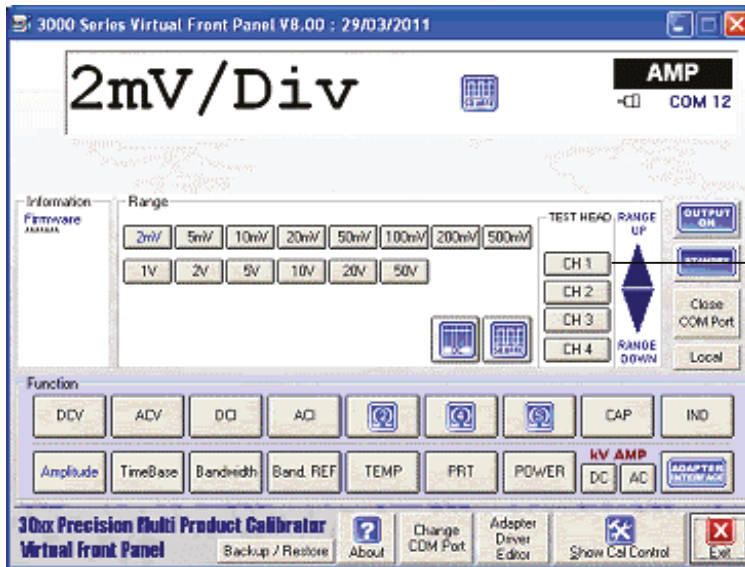 3000 Series Virtual Front Panel V8.00 : 29/03/2011
2mV/Div
AMP
COM 12
Information
Firmware
Range
2mV 5mV 10mV 20mV 50mV 100mV 200mV 500mV
1V 2V 5V 10V 20V 50V
DC
TEST HEAD
CH 1
CH 2
CH 3
CH 4
RANGE UP
RANGE DOWN
OUTPUT ON
STANDBY
Close COM Port
Local
Function
DCV ACV DCI ACI CAP IND
Amplitude TimeBase Bandwidth Band. REF TEMP PRT POWER
kV AMP
DC AC
ADAPTER INTERFACE
30xx Precision Multi Product Calibrator
Virtual Front Panel
Backup / Restore
About
Change COM Port
Adapter Driver Editor
Show Cal Control
Exit